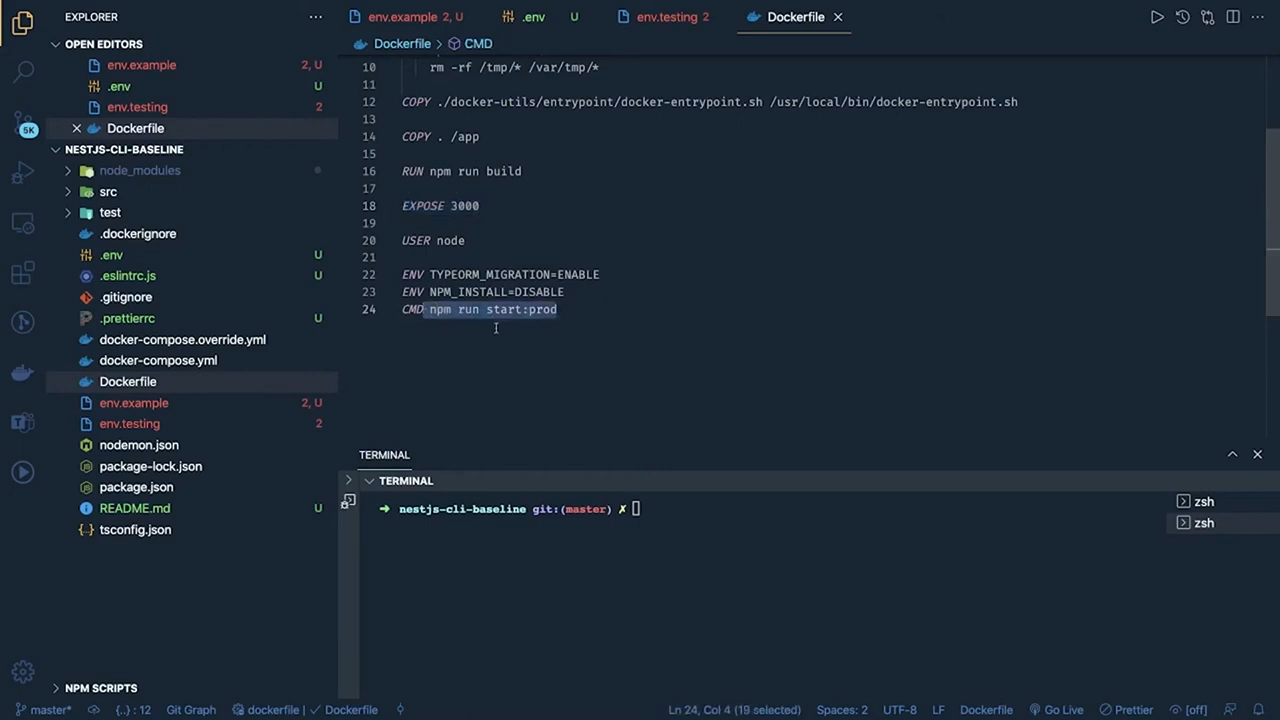 EXPLORER
OPEN EDITORS
env.example 2, U
.env U
env.testing 2
Dockerfile
NESTJS-CLI-BASELINE
node_modules
src
test
.dockerignore
.env U
.eslintrc.js U
.gitignore
.prettierrc U
docker-compose.override.yml
docker-compose.yml
Dockerfile
env.example 2, U
env.testing 2
nodemon.json
package-lock.json
package.json
README.md U
tsconfig.json
NPM SCRIPTS
5K
env.example 2, U .env U env.testing 2 Dockerfile
Dockerfile > CMD
10 rm -rf /tmp/* /var/tmp/*
11
12 COPY ./docker-utils/entrypoint/docker-entrypoint.sh /usr/local/bin/docker-entrypoint.sh
13
14 COPY . /app
15
16 RUN npm run build
17
18 EXPOSE 3000
19
20 USER node
21
22 ENV TYPEORM_MIGRATION=ENABLE
23 ENV NPM_INSTALL=DISABLE
24 CMD npm run start:prod
TERMINAL
TERMINAL
nestjs-cli-baseline git:(master) ✗
zsh
zsh
master* {..} : 12 Git Graph dockerfile | ✓ Dockerfile Ln 24, Col 4 (19 selected) Spaces: 2 UTF-8 LF Dockerfile Go Live Prettier [off]